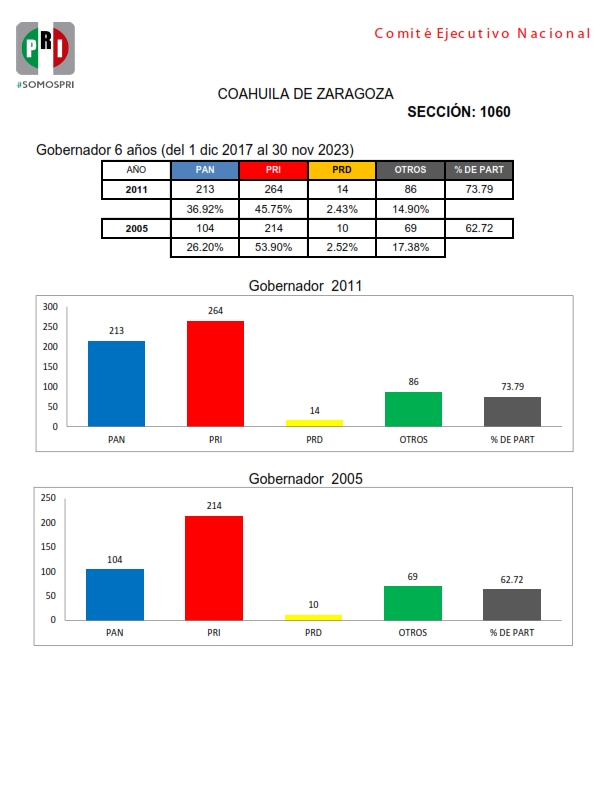 Comité Ejecutivo Nacional
PRI
#SOMOSPRI
COAHUILA DE ZARAGOZA
SECCIÓN: 1060
Gobernador 6 años (del 1 dic 2017 al 30 nov 2023)
AÑO PAN PRI PRD OTROS % DE PART
2011 213 264 14 86 73.79
36.92% 45.75% 2.43% 14.90%
2005 104 214 10 69 62.72
26.20% 53.90% 2.52% 17.38%
Gobernador 2011
300
250
200
150
100
50
0
213
264
14
86
73.79
PAN PRI PRD OTROS % DE PART
Gobernador 2005
250
200
150
100
50
0
104
214
10
69
62.72
PAN PRI PRD OTROS % DE PART